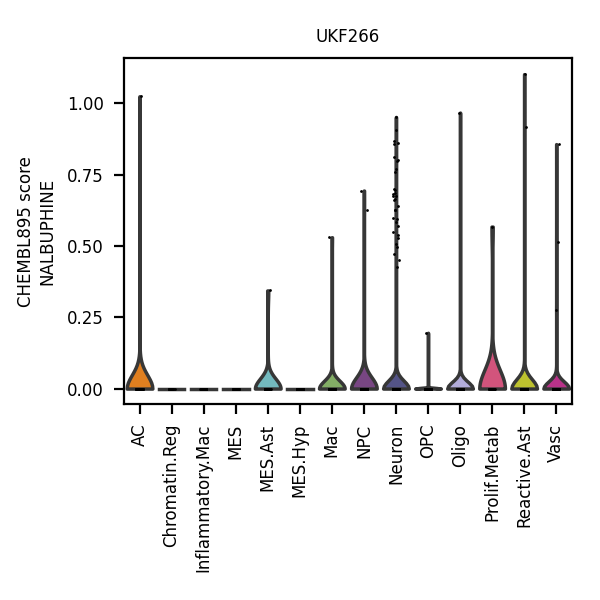 UKF266
CHEMBL895 score
NALBUPHINE
1.00
0.75
0.50
0.25
0.00
AC
Chromatin.Reg
Inflammatory.Mac
MES
MES.Ast
MES.Hyp
Mac
NPC
Neuron
OPC
Oligo
Prolif.Metab
Reactive.Ast
Vasc